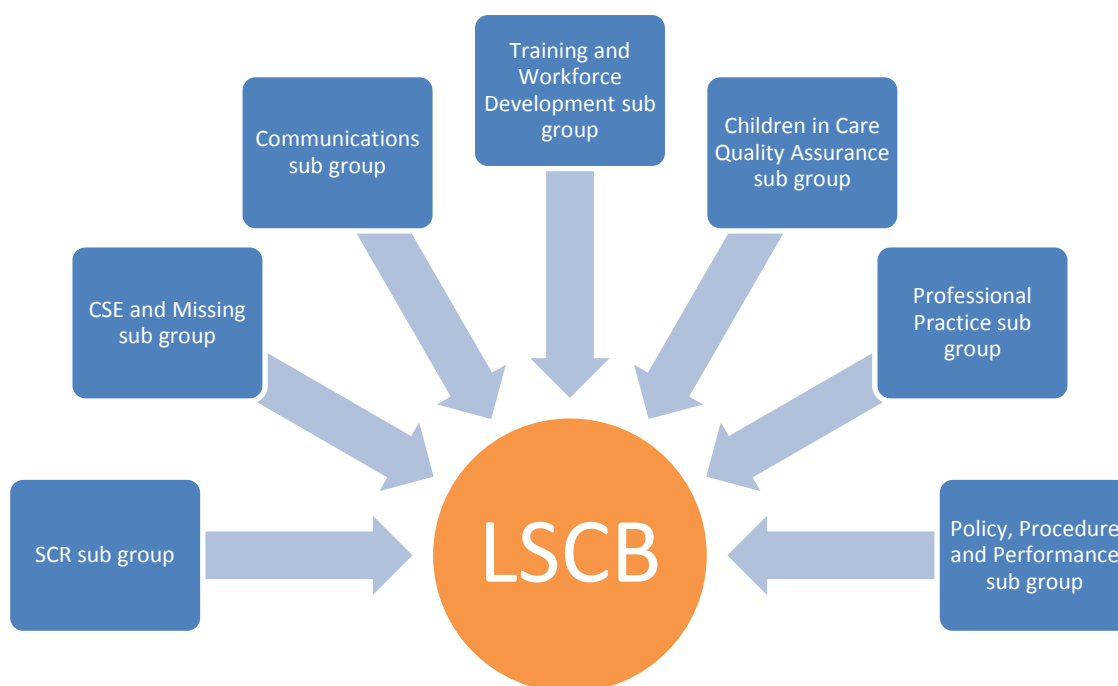 Training and
Workforce
Development sub
group
Communications
sub group
Children in Care
Quality Assurance
sub group
CSE and Missing
sub group
Professional
Practice sub
group
SCR sub group
LSCB
Policy, Procedure
and Performance
sub group